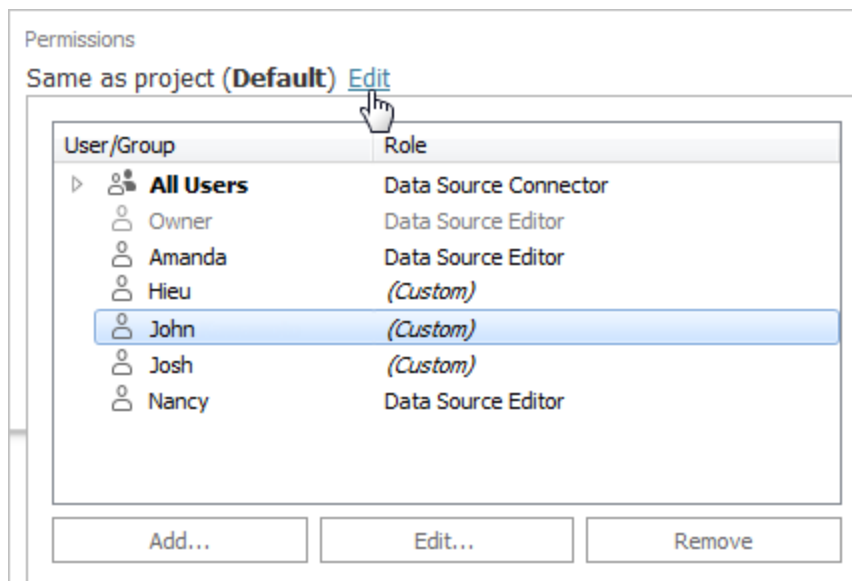 Permissions
Same as project (Default) Edit
User/Group Role
All Users Data Source Connector
Owner Data Source Editor
Amanda Data Source Editor
Hieu (Custom)
John (Custom)
Josh (Custom)
Nancy Data Source Editor
Add... Edit... Remove